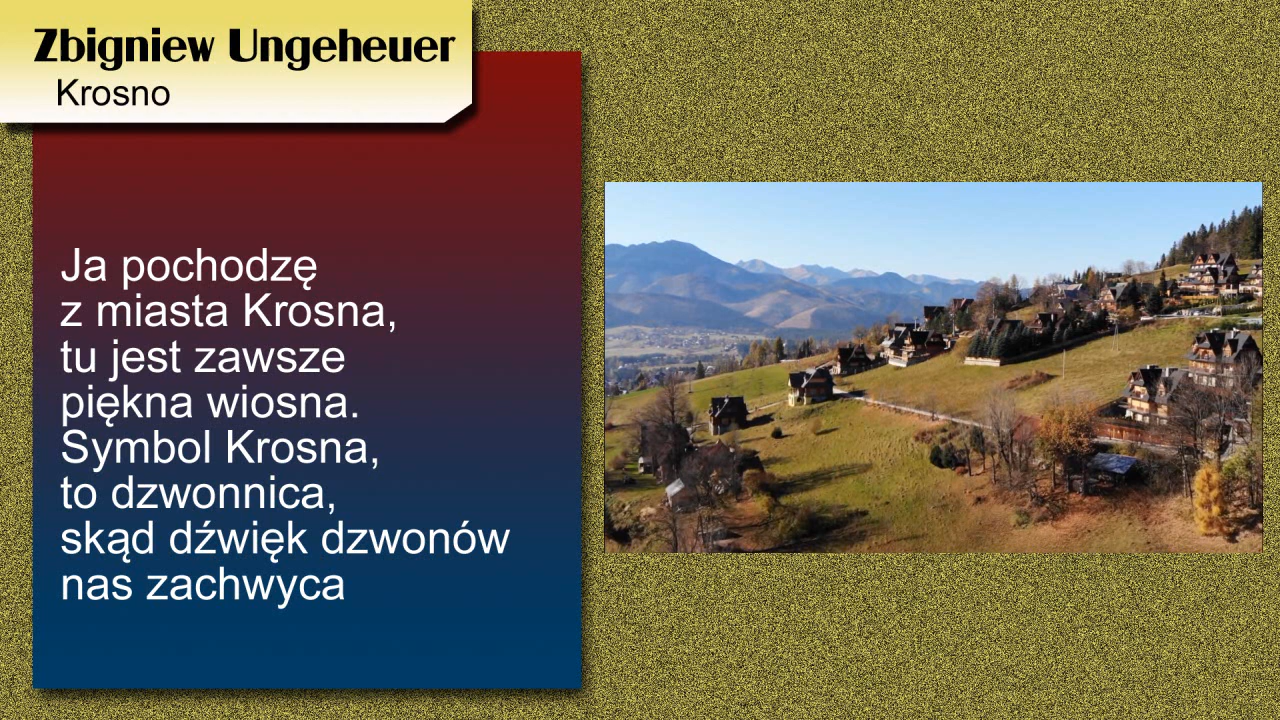 Zbigniew Ungeheuer
Krosno
Ja pochodzę
z miasta Krosna,
tu jest zawsze
piękna wiosna.
Symbol Krosna,
to dzwonnica,
skąd dźwięk dzwonów
nas zachwyca